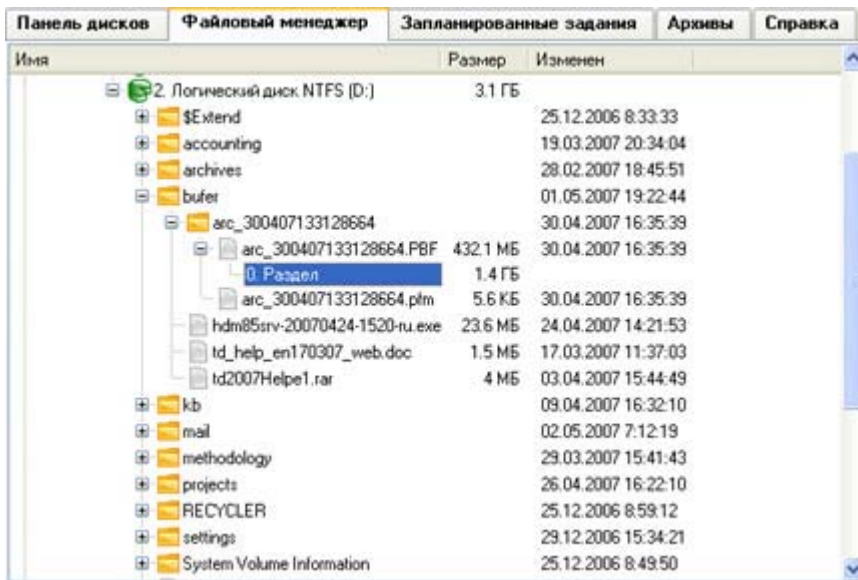 Панель дисков Файловый менеджер Запланированные задания Архивы Справка
Имя Размер Изменен
2. Логический диск NTFS (D:) 3.1 ГБ
$Extend 25.12.2006 8:33:33
accounting 19.03.2007 20:34:04
archives 28.02.2007 18:45:51
bufer 01.05.2007 19:22:44
arc_300407133128664 30.04.2007 16:35:39
arc_300407133128664.PBF 432.1 МБ 30.04.2007 16:35:39
0. Раздел 1.4 ГБ
arc_300407133128664.pfm 5.6 КБ 30.04.2007 16:35:39
hdm85srv-20070424-1520-ru.exe 23.6 МБ 24.04.2007 14:21:53
td_help_en170307_web.doc 1.5 МБ 17.03.2007 11:37:03
td2007Helpe1.rar 4 МБ 03.04.2007 15:44:49
kb 09.04.2007 16:32:10
mail 02.05.2007 7:12:19
methodology 29.03.2007 15:41:43
projects 26.04.2007 16:22:10
RECYCLER 25.12.2006 8:59:12
settings 29.12.2006 15:34:21
System Volume Information 25.12.2006 8:49:50